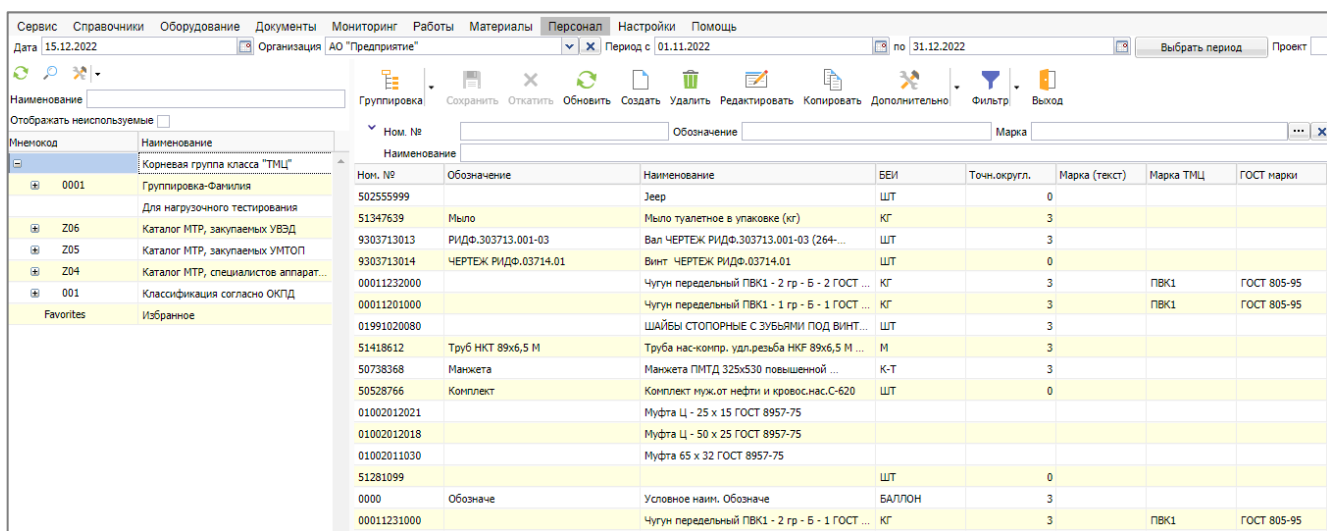 Сервис Справочники Оборудование Документы Мониторинг Работы Материалы Персонал Настройки Помощь
Дата 15.12.2022 Организация АО "Предприятие" Период с 01.11.2022 по 31.12.2022 Выбрать период Проект
Группировка Сохранить Откатить Обновить Создать Удалить Редактировать Копировать Дополнительно Фильтр Выход
Наименование
Отображать неиспользуемые
Мнемокод Наименование
Корневая группа класса "ТМЦ"
0001 Группировка-Фамилия
Для нагрузочного тестирования
Z06 Каталог МТР, закупаемых УВЭД
Z05 Каталог МТР, закупаемых УМТОП
Z04 Каталог МТР, специалистов аппарат...
001 Классификация согласно ОКПД
Favorites Избранное
Ном. № Обозначение Марка ...
Наименование
Ном. № Обозначение Наименование БЕИ Точн.округл. Марка (текст) Марка ТМЦ ГОСТ марки
502555999 Jeep ШТ 0
51347639 Мыло Мыло туалетное в упаковке (кг) КГ 3
9303713013 РИДФ.303713.001-03 Вал ЧЕРТЕЖ РИДФ.303713.001-03 (264-... ШТ 3
9303713014 ЧЕРТЕЖ РИДФ.03714.01 Винт ЧЕРТЕЖ РИДФ.03714.01 ШТ 0
00011232000 Чугун передельный ПВК1 - 2 гр - Б - 2 ГОСТ ... КГ 3 ПВК1 ГОСТ 805-95
00011201000 Чугун передельный ПВК1 - 1 гр - Б - 1 ГОСТ ... КГ 3 ПВК1 ГОСТ 805-95
01991020080 ШАЙБЫ СТОПОРНЫЕ С ЗУБЬЯМИ ПОД ВИНТ... ШТ 3
51418612 Труб НКТ 89х6,5 М Труба нас-компр. удл.резьба НКF 89х6,5 М ... М 3
50738368 Манжета Манжета ПМТД 325х530 повышенной ... К-Т 3
50528766 Комплект Комплект муж.от нефти и кровос.нас.С-620 ШТ 0
01002012021 Муфта Ц - 25 х 15 ГОСТ 8957-75
01002012018 Муфта Ц - 50 х 25 ГОСТ 8957-75
01002011030 Муфта 65 х 32 ГОСТ 8957-75
51281099 ШТ 0
0000 Обозначе Условное наим. Обозначе БАЛЛОН 3
00011231000 Чугун передельный ПВК1 - 2 гр - Б - 1 ГОСТ ... КГ 3 ПВК1 ГОСТ 805-95